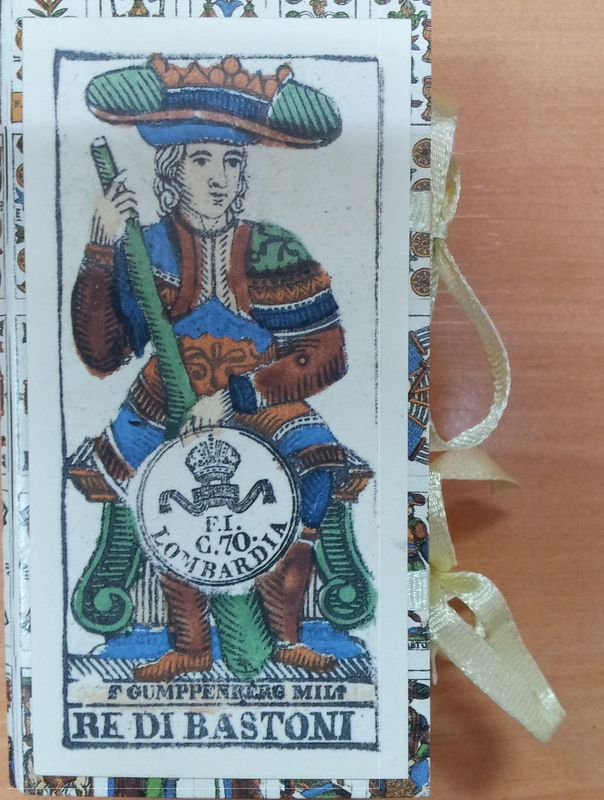 F.I.
C.70:
LOMBARDIA
F GUMPPENBERG MIL?
RE DI BASTONI